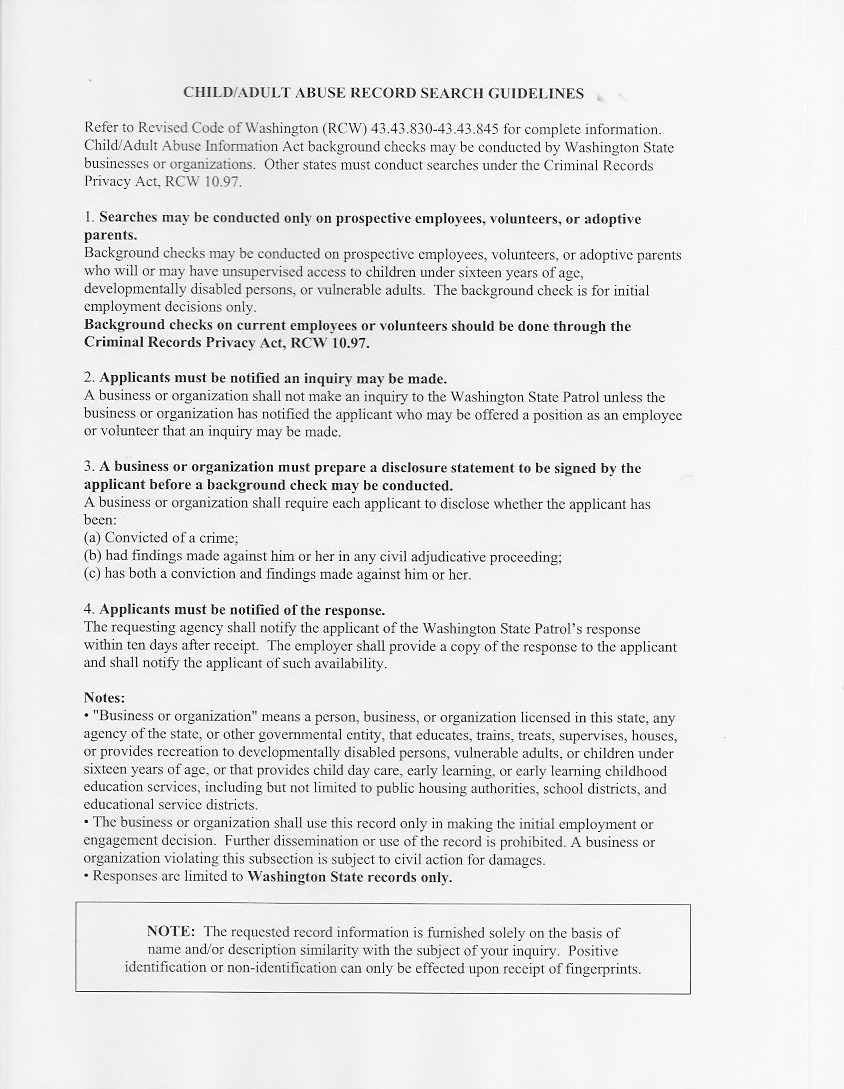 CHILD/ADULT ABUSE RECORD SEARCH GUIDELINES
Refer to Revised Code of Washington (RCW) 43.43.830-43.43.845 for complete information.
Child/Adult Abuse Information Act background checks may be conducted by Washington State
businesses or organizations.  Other states must conduct searches under the Criminal Records
Privacy Act, RCW 10.97.
1. Searches may be conducted only on prospective employees, volunteers, or adoptive
parents.
Background checks may be conducted on prospective employees, volunteers, or adoptive parents
who will or may have unsupervised access to children under sixteen years of age,
developmentally disabled persons, or vulnerable adults.  The background check is for initial
employment decisions only.
Background checks on current employees or volunteers should be done through the
Criminal Records Privacy Act, RCW 10.97.
2. Applicants must be notified an inquiry may be made.
A business or organization shall not make an inquiry to the Washington State Patrol unless the
business or organization has notified the applicant who may be offered a position as an employee
or volunteer that an inquiry may be made.
3. A business or organization must prepare a disclosure statement to be signed by the
applicant before a background check may be conducted.
A business or organization shall require each applicant to disclose whether the applicant has
been:
(a) Convicted of a crime;
(b) had findings made against him or her in any civil adjudicative proceeding;
(c) has both a conviction and findings made against him or her.
4. Applicants must be notified of the response.
The requesting agency shall notify the applicant of the Washington State Patrol's response
within ten days after receipt.  The employer shall provide a copy of the response to the applicant
and shall notify the applicant of such availability.
Notes:
• "Business or organization" means a person, business, or organization licensed in this state, any
agency of the state, or other governmental entity, that educates, trains, treats, supervises, houses,
or provides recreation to developmentally disabled persons, vulnerable adults, or children under
sixteen years of age, or that provides child day care, early learning, or early learning childhood
education services, including but not limited to public housing authorities, school districts, and
educational service districts.
• The business or organization shall use this record only in making the initial employment or
engagement decision.  Further dissemination or use of the record is prohibited. A business or
organization violating this subsection is subject to civil action for damages.
• Responses are limited to Washington State records only.
NOTE:  The requested record information is furnished solely on the basis of
name and/or description similarity with the subject of your inquiry.  Positive
identification or non-identification can only be effected upon receipt of fingerprints.